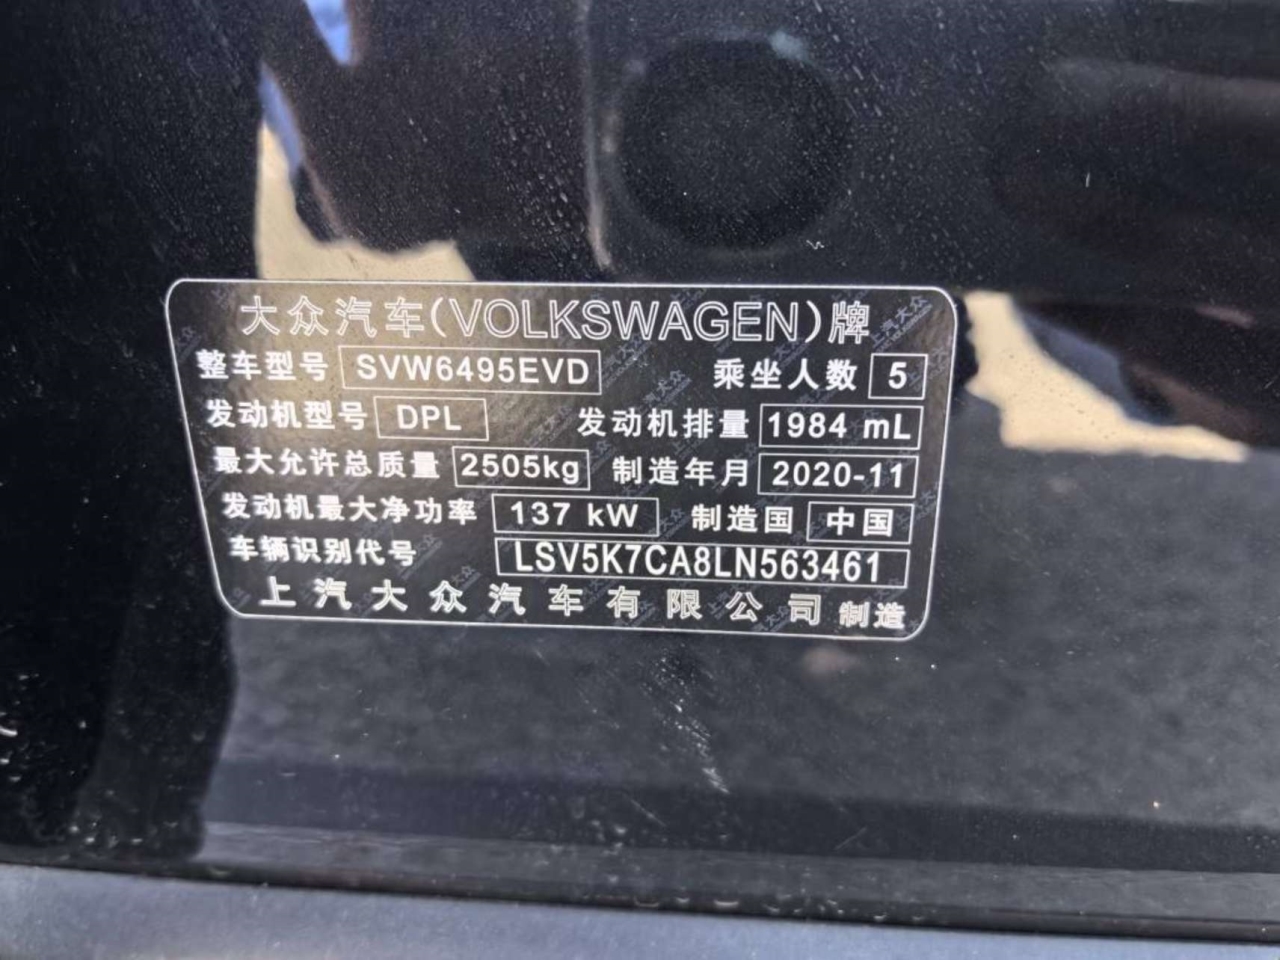 大众汽车(VOLKSWAGEN)牌
整车型号 SVW6495EVD 乘坐人数 5
发动机型号 DPL 发动机排量 1984 mL
最大允许总质量 2505kg 制造年月 2020-11
发动机最大净功率 137 kW 制造国 中国
车辆识别代号 LSV5K7CA8LN563461
上汽大众汽车有限公司 制造